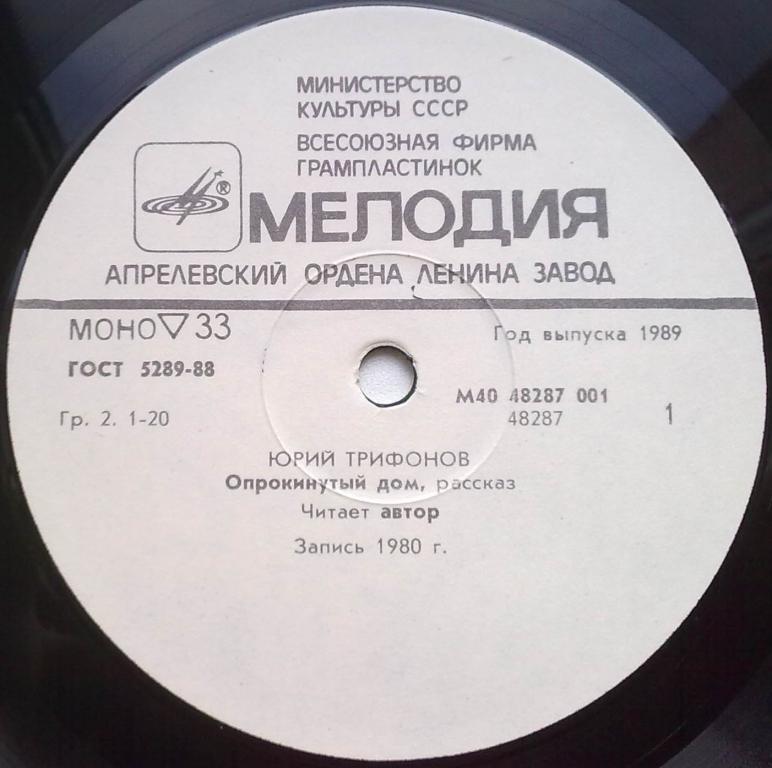 МИНИСТЕРСТВО
КУЛЬТУРЫ СССР
ВСЕСОЮЗНАЯ ФИРМА
ГРАМПЛАСТИНОК
®
МЕЛОДИЯ
АПРЕЛЕВСКИЙ ОРДЕНА ЛЕНИНА ЗАВОД
МОНО ▽ 33
Год выпуска 1989
ГОСТ 5289-88
М40 48287 001
Гр. 2. 1-20
48287
1
ЮРИЙ ТРИФОНОВ
Опрокинутый дом, рассказ
Читает автор
Запись 1980 г.